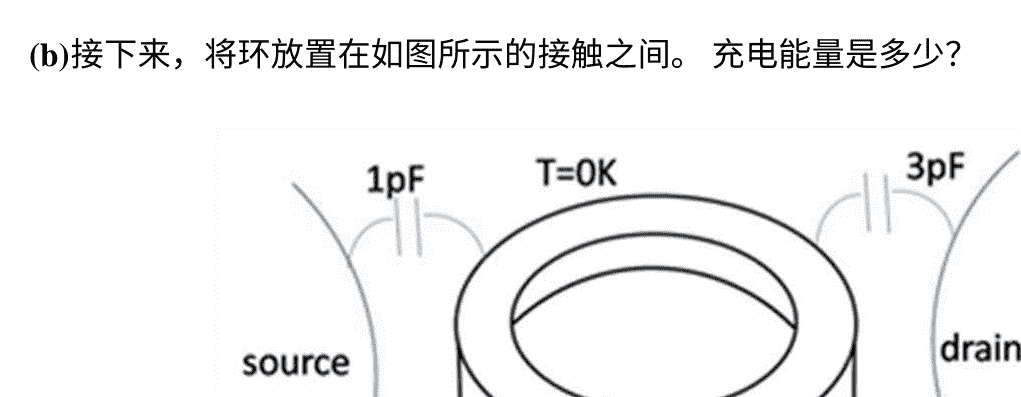 (b)接下来，将环放置在如图所示的接触之间。 充电能量是多少?
1pF
T=0K
3pF
source
drain